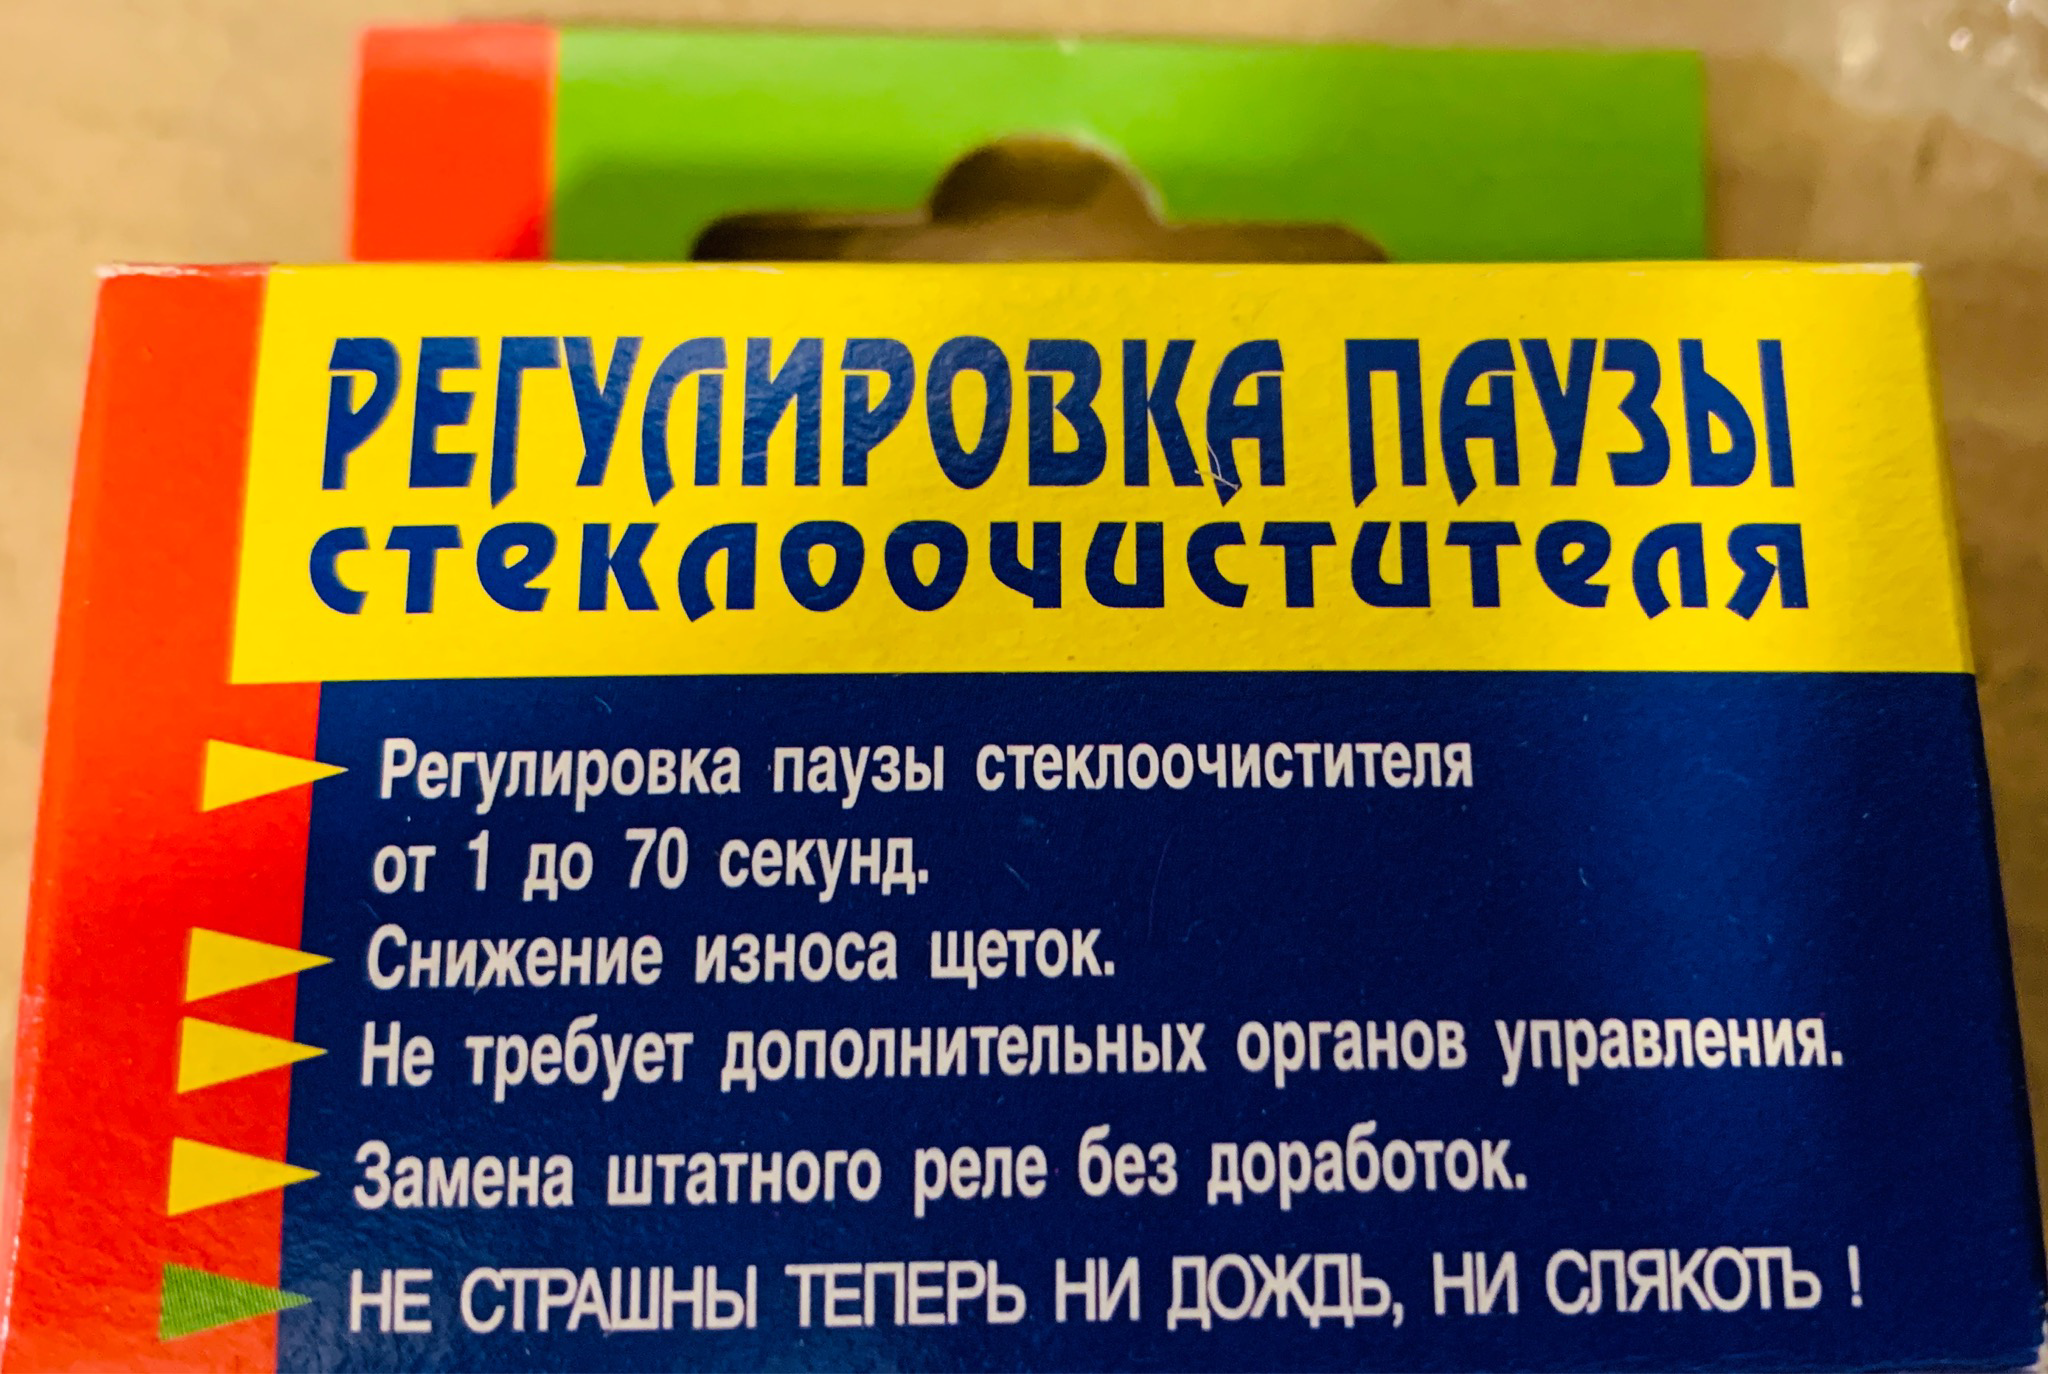 РЕГУЛИРОВКА ПАУЗЫ
стеклоочистителя
Регулировка паузы стеклоочистителя
от 1 до 70 секунд.
Снижение износа щеток.
Не требует дополнительных органов управления.
Замена штатного реле без доработок.
НЕ СТРАШНЫ ТЕПЕРЬ НИ ДОЖДЬ, НИ СЛЯКОТЬ !